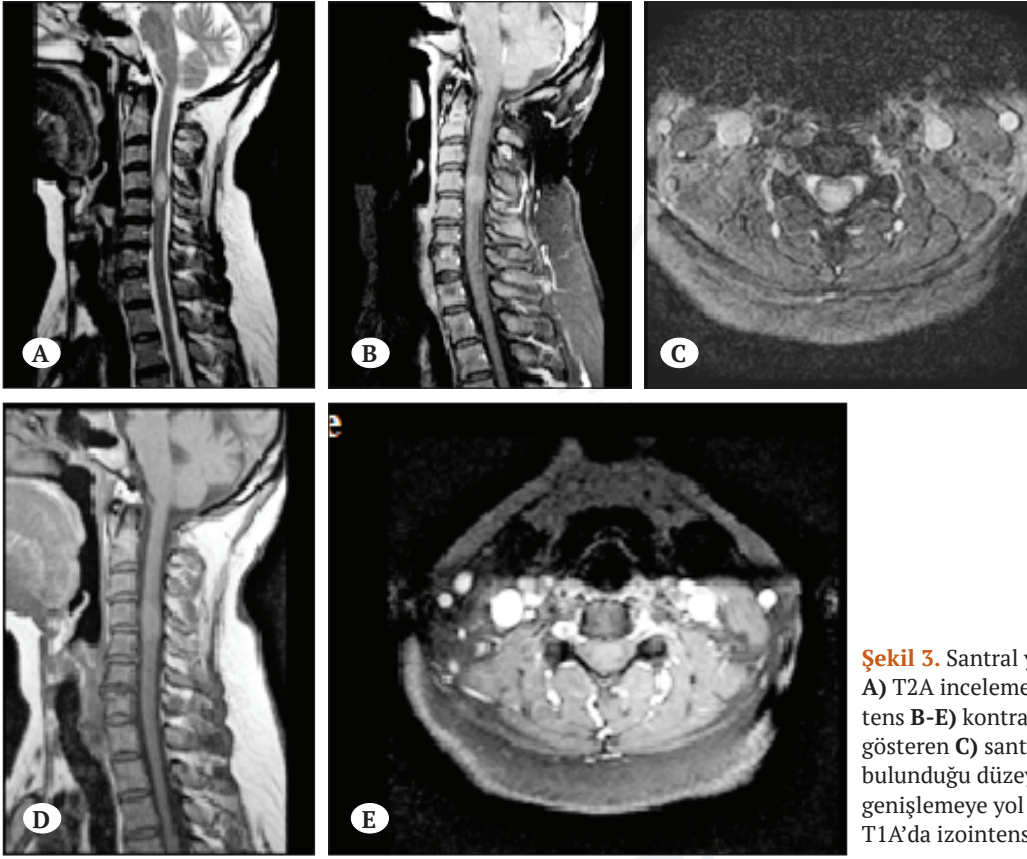 A
B
C
e
D
E
Şekil 3. Santral
A) T2A inceleme
tens B-E) kontra
gösteren C) sant
bulunduğu düzey
genişlemeye yol
T1A’da izointens